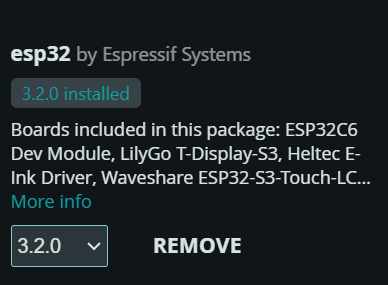 esp32 by Espressif Systems
3.2.0 installed
Boards included in this package: ESP32C6
Dev Module, LilyGo T-Display-S3, Heltec E-
Ink Driver, Waveshare ESP32-S3-Touch-LC...
More info
3.2.0 REMOVE